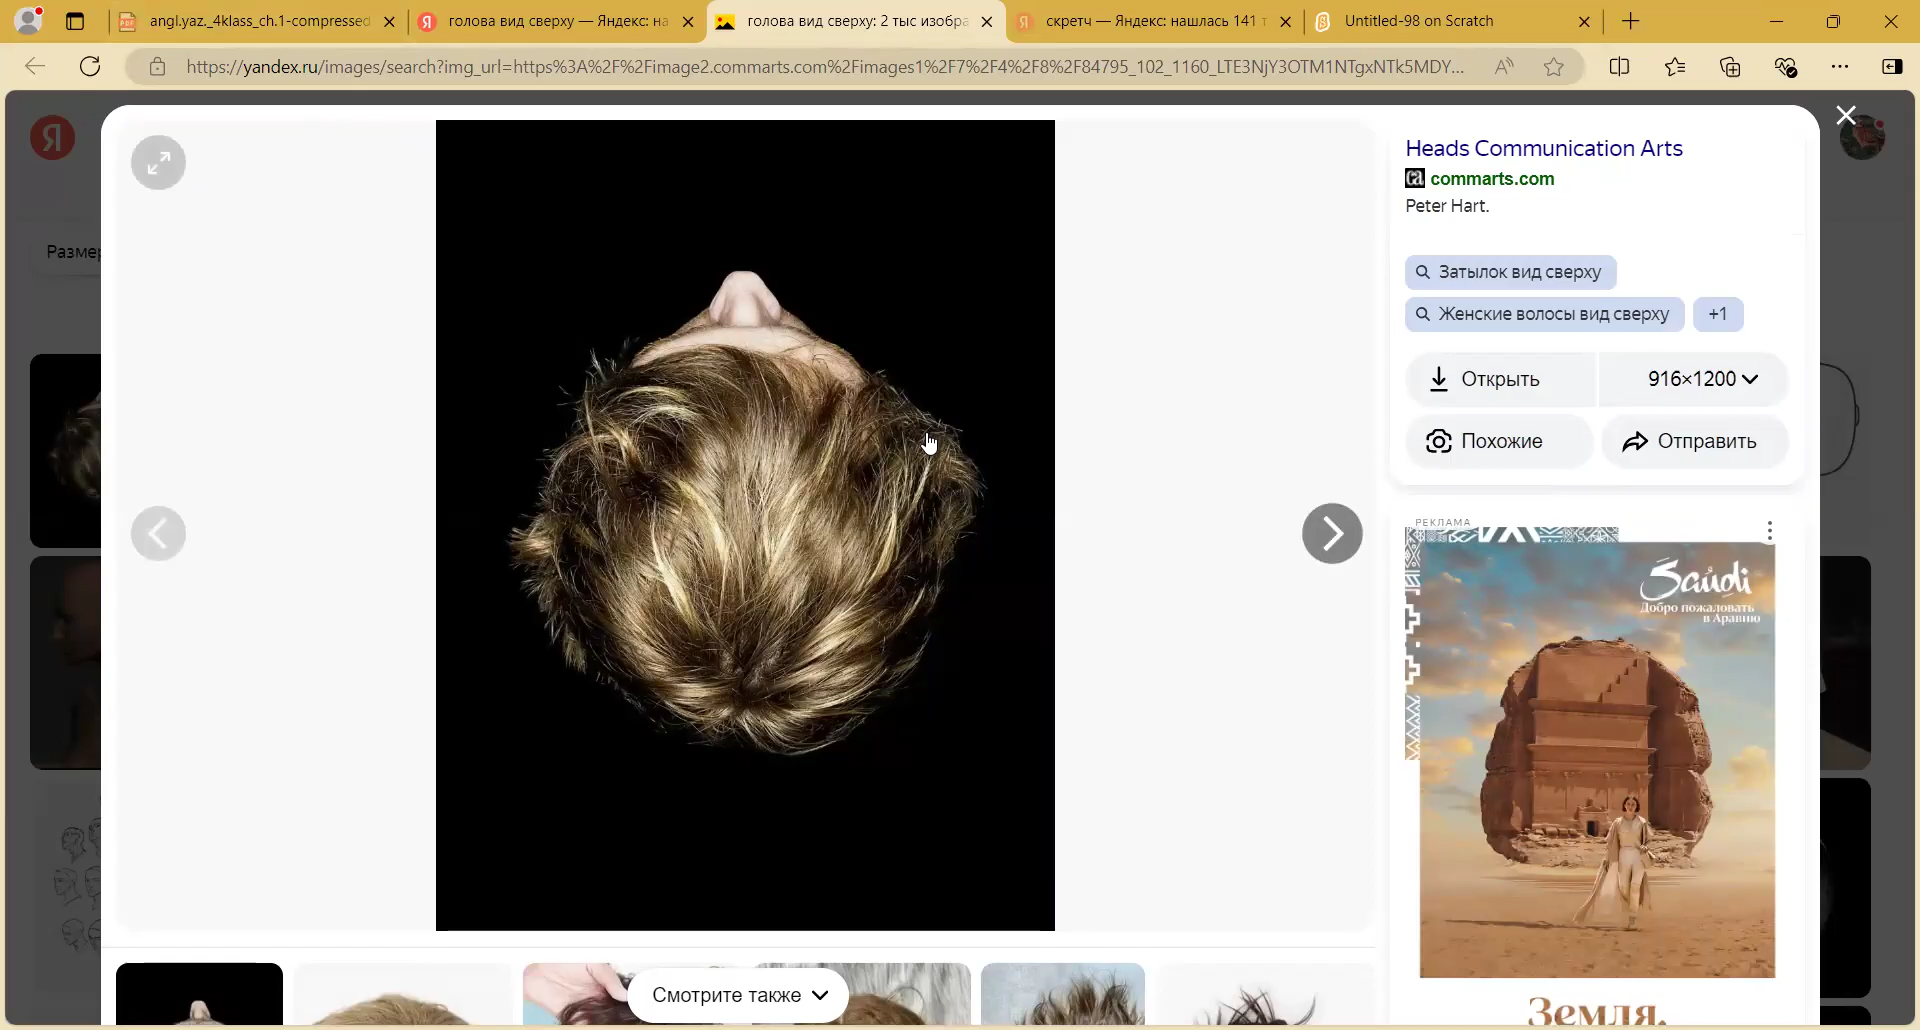 angl.yaz._4klass_ch.1-compressed
голова вид сверху — Яндекс: на
голова вид сверху: 2 тыс изобра
скретч — Яндекс: нашлась 141 т
Untitled-98 on Scratch
https://yandex.ru/images/search?img_url=https%3A%2F%2Fimage2.commarts.com%2Fimages1%2F7%2F4%2F8%2F84795_102_1160_LTE3NjY3OTM1NTgxNTk5MDY...
Я
Размер
Heads Communication Arts
ca commarts.com
Peter Hart.
Затылок вид сверху
Женские волосы вид сверху
+1
Открыть
916×1200
Похожие
Отправить
РЕКЛАМА
Saudi
Добро пожаловать
в Аравию
Земля,
Смотрите также